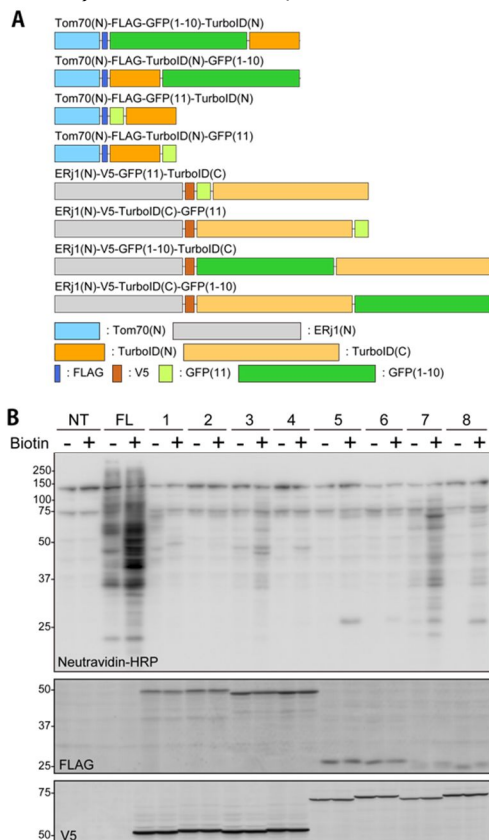 A
Tom70(N)-FLAG-GFP(1-10)-TurboID(N)
Tom70(N)-FLAG-TurboID(N)-GFP(1-10)
Tom70(N)-FLAG-GFP(11)-TurboID(N)
Tom70(N)-FLAG-TurboID(N)-GFP(11)
ERj1(N)-V5-GFP(11)-TurboID(C)
ERj1(N)-V5-TurboID(C)-GFP(11)
ERj1(N)-V5-GFP(1-10)-TurboID(C)
ERj1(N)-V5-TurboID(C)-GFP(1-10)
: Tom70(N) : ERj1(N)
: TurboID(N) : TurboID(C)
: FLAG : V5 : GFP(11) : GFP(1-10)
B
NT FL 1 2 3 4 5 6 7 8
Biotin - + - + - + - + - + - + - + - + - + - +
250
150
100
75
50
37
25
Neutravidin-HRP
50
37
25
FLAG
75
50
V5